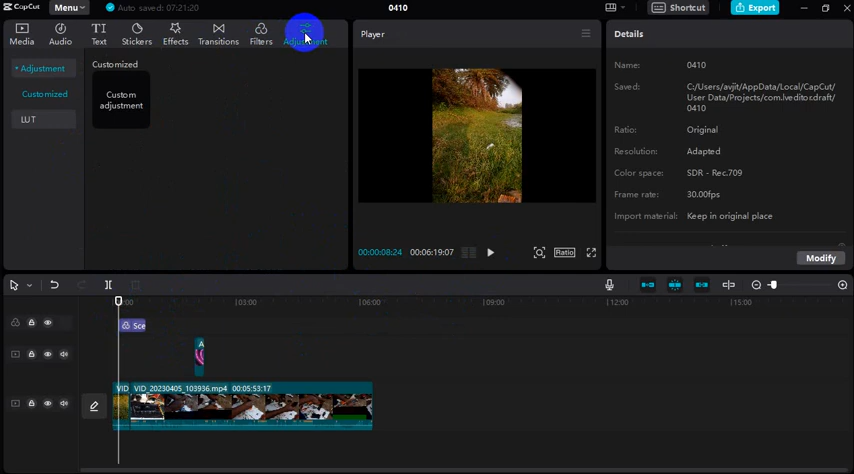 CapCut
Menu
Auto saved: 07:21:20
0410
Shortcut
Export
Media
Audio
Text
Stickers
Effects
Transitions
Filters
Adjustment
Adjustment
Customized
LUT
Customized
Custom adjustment
Player
00:00:08:24
00:06:19:07
Ratio
Details
Name: 0410
Saved: C:/Users/avjit/AppData/Local/CapCut/
User Data/Projects/com.lveditor.draft/
0410
Ratio: Original
Resolution: Adapted
Color space: SDR - Rec.709
Frame rate: 30.00fps
Import material: Keep in original place
Modify
|03:00
|06:00
|09:00
|12:00
|15:00
Sce
A
VID
VID_20230405_103936.mp4 00:05:53:17